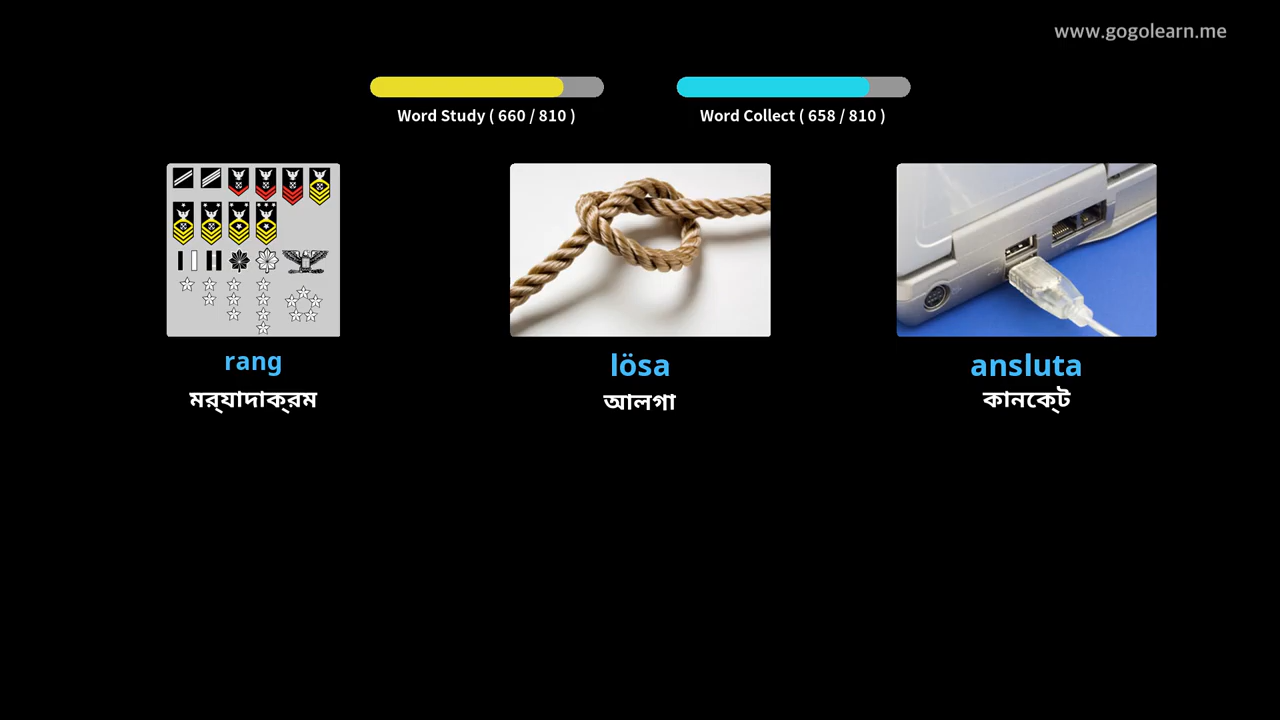 www.gogolearn.me
Word Study ( 660 / 810 )
Word Collect ( 658 / 810 )
rang
lösa
ansluta
মর্যাদাক্রম
আলগা
কানেক্ট